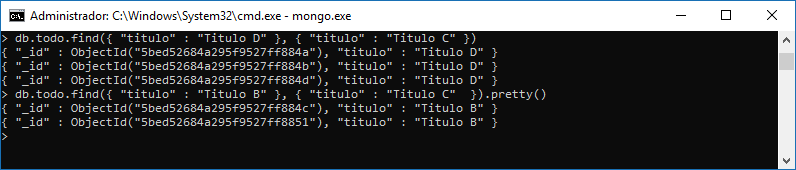 Administrador: C:\Windows\System32\cmd.exe - mongo.exe
> db.todo.find({ "titulo" : "Titulo D" }, { "titulo" : "Titulo C" })
{ "_id" : ObjectId("5bed52684a295f9527ff884a"), "titulo" : "Titulo D" }
{ "_id" : ObjectId("5bed52684a295f9527ff884b"), "titulo" : "Titulo D" }
{ "_id" : ObjectId("5bed52684a295f9527ff884d"), "titulo" : "Titulo D" }
> db.todo.find({ "titulo" : "Titulo B" }, { "titulo" : "Titulo C"  }).pretty()
{ "_id" : ObjectId("5bed52684a295f9527ff884c"), "titulo" : "Titulo B" }
{ "_id" : ObjectId("5bed52684a295f9527ff8851"), "titulo" : "Titulo B" }
>